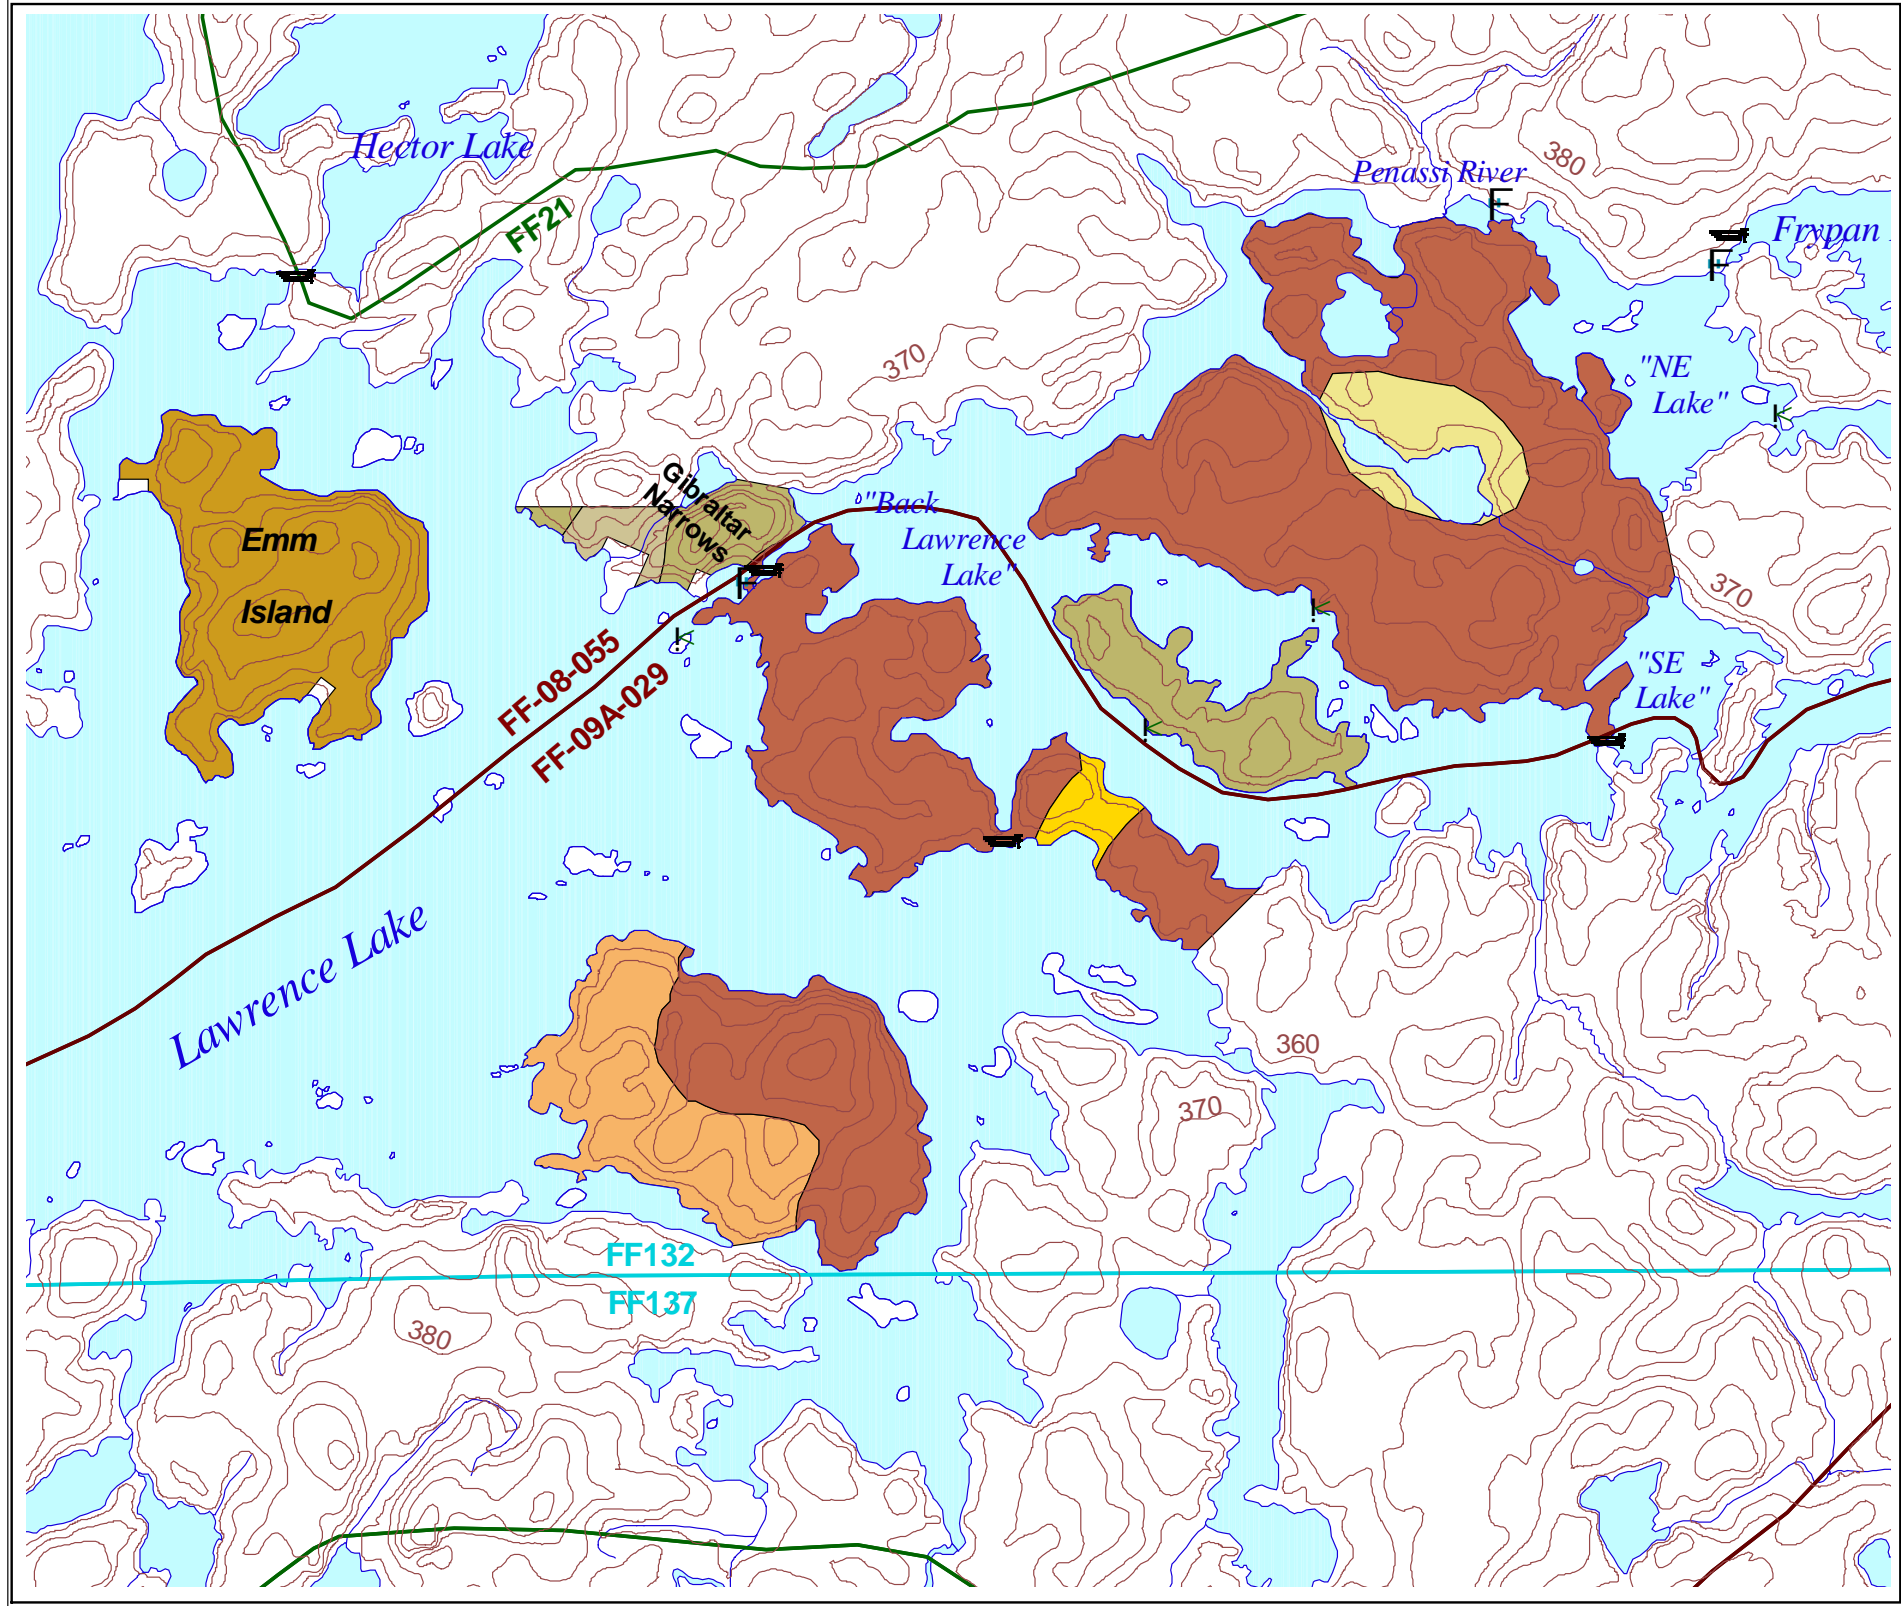 Hector Lake
Penassi River
380
F
FF21
Frypan
F
370
"NE
Lake"
Gibraltar
Narrows
"Back
Lawrence
Lake"
Emm
Island
F
370
FF-08-055
FF-09A-029
"SE
Lake"
Lawrence Lake
360
370
FF132
FF137
380